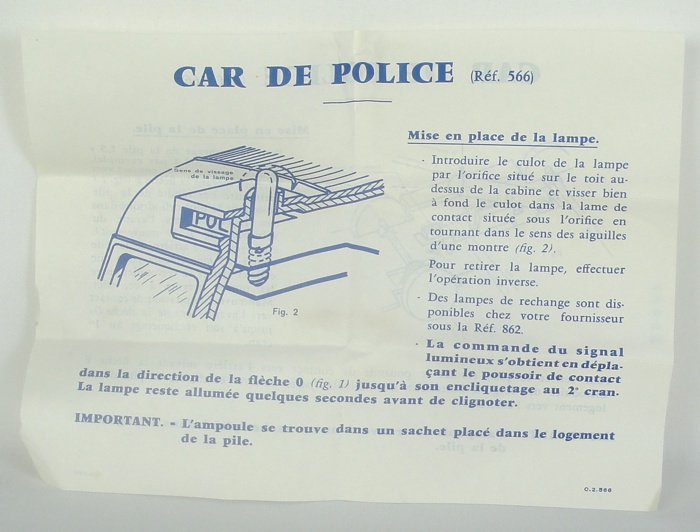 CAR DE POLICE (Réf. 566)
Mise en place de la lampe.
- Introduire le culot de la lampe
par l'orifice situé sur le toit au-
dessus de la cabine et visser bien
à fond le culot dans la lame de
contact située sous l'orifice en
tournant dans le sens des aiguilles
d'une montre (fig. 2).
Pour retirer la lampe, effectuer
l'opération inverse.
- Des lampes de rechange sont dis-
ponibles chez votre fournisseur
sous la Réf. 862.
- La commande du signal
lumineux s'obtient en dépla-
çant le poussoir de contact
dans la direction de la flèche 0 (fig. 1) jusqu'à son encliquetage au 2e cran.
La lampe reste allumée quelques secondes avant de clignoter.
IMPORTANT. - L'ampoule se trouve dans un sachet placé dans le logement
de la pile.
Sens de vissage
de la lampe
POL
Fig. 2
O.2.566